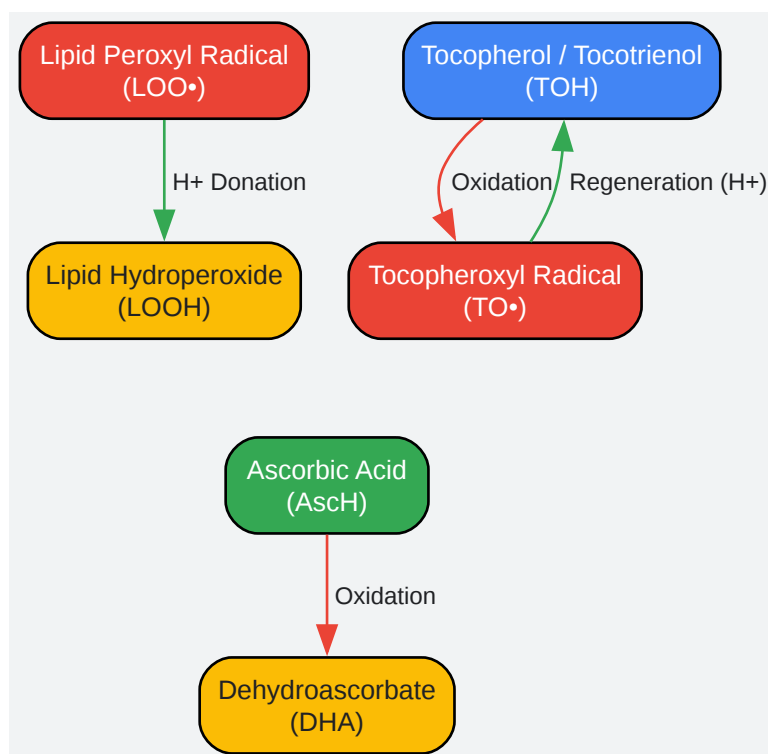 Lipid Peroxyl Radical
(LOO•)
Tocopherol / Tocotrienol
(TOH)
H+ Donation
Oxidation
Regeneration (H+)
Lipid Hydroperoxide
(LOOH)
Tocopheroxyl Radical
(TO•)
Ascorbic Acid
(AscH)
Oxidation
Dehydroascorbate
(DHA)